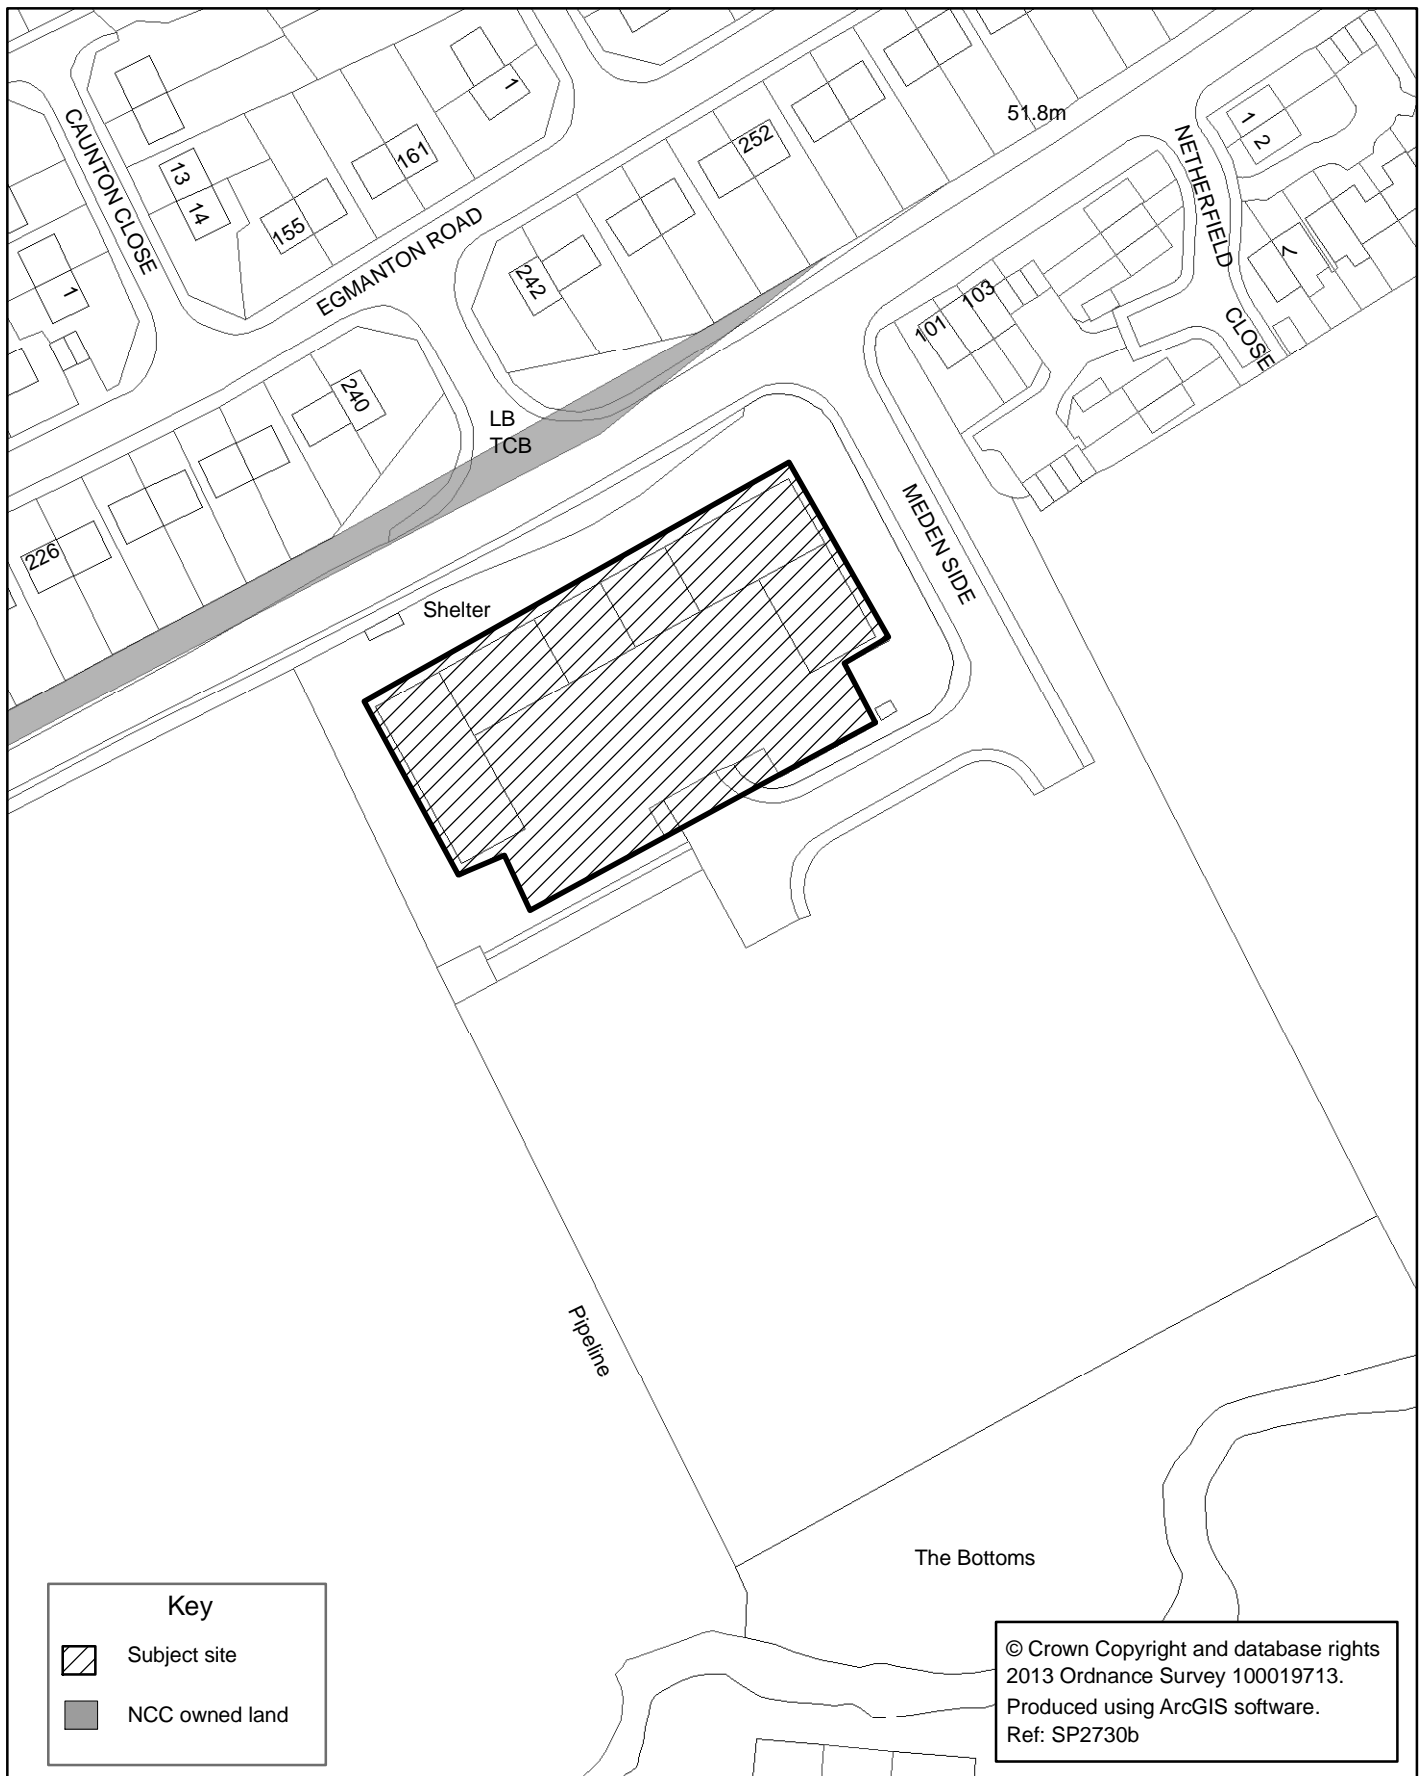 51.8m
CAUNTON CLOSE
1
161
252
NETHERFIELD
CLOSE
1
2
13
14
155
EGMANTON ROAD
7
1
242
103
101
240
LB
TCB
MEDEN SIDE
226
Shelter
Pipeline
The Bottoms
Key
Subject site
NCC owned land
© Crown Copyright and database rights
2013 Ordnance Survey 100019713.
Produced using ArcGIS software.
Ref: SP2730b